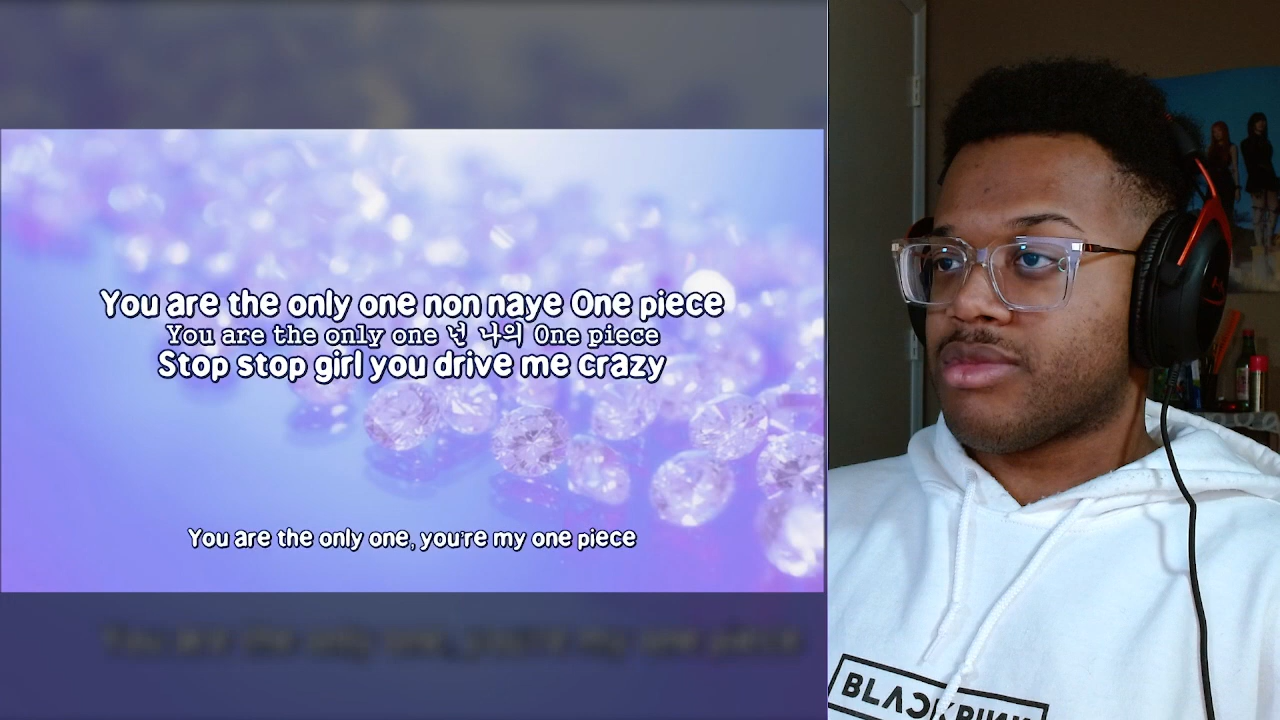 You are the only one non naye One piece
You are the only one 넌 나의 One piece
Stop stop girl you drive me crazy
You are the only one, you're my one piece
BLACKPINK